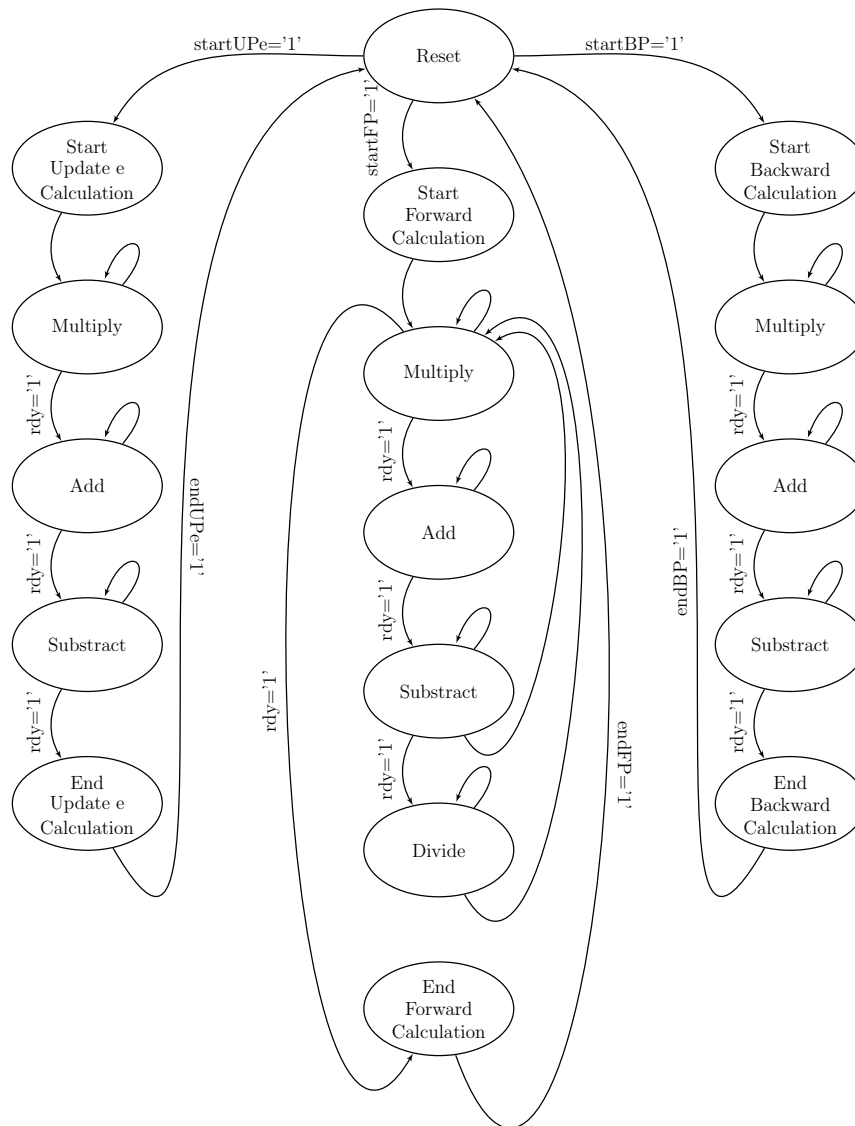 Reset
startUPe='1'
startBP='1'
startFP='1'
Start
Update e
Calculation
Multiply
rdy='1'
Add
rdy='1'
Substract
rdy='1'
End
Update e
Calculation
endUPe='1'
Start
Forward
Calculation
Multiply
rdy='1'
Add
rdy='1'
Substract
rdy='1'
Divide
rdy='1'
End
Forward
Calculation
endFP='1'
Start
Backward
Calculation
Multiply
rdy='1'
Add
rdy='1'
Substract
rdy='1'
End
Backward
Calculation
endBP='1'